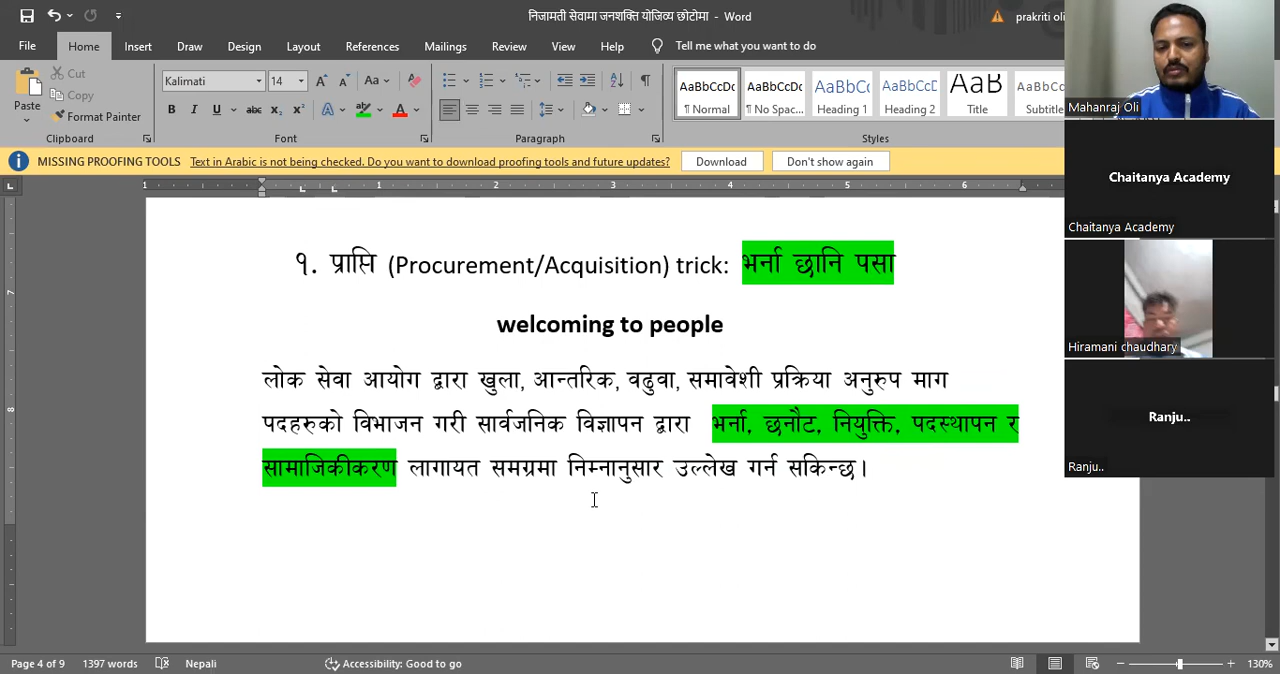 निजामती सेवामा जनशक्ति योजिव्य छोटोमा - Word
prakriti oli
File Home Insert Draw Design Layout References Mailings Review View Help Tell me what you want to do
Paste
Cut
Copy
Format Painter
Clipboard
Kalimati 14
Font
Paragraph
AaBbCcDc AaBbCcDc AaBbCc AaBbCcD AaB AaBbCcD
¶ Normal ¶ No Spac... Heading 1 Heading 2 Title Subtitle
Styles
MISSING PROOFING TOOLS Text in Arabic is not being checked. Do you want to download proofing tools and future updates? Download Don't show again
१. प्राप्ति (Procurement/Acquisition) trick: भर्ना छानि पसा
welcoming to people
लोक सेवा आयोग द्वारा खुला, आन्तरिक, वढुवा, समावेशी प्रक्रिया अनुरुप माग
पदहरुको विभाजन गरी सार्वजनिक विज्ञापन द्वारा भर्ना, छनौट, नियुक्ति, पदस्थापन र
सामाजिकीकरण लागायत समग्रमा निम्नानुसार उल्लेख गर्न सकिन्छ।
Mahanraj Oli
Chaitanya Academy
Chaitanya Academy
Hiramani chaudhary
Ranju..
Ranju..
Page 4 of 9 1397 words Nepali Accessibility: Good to go 130%